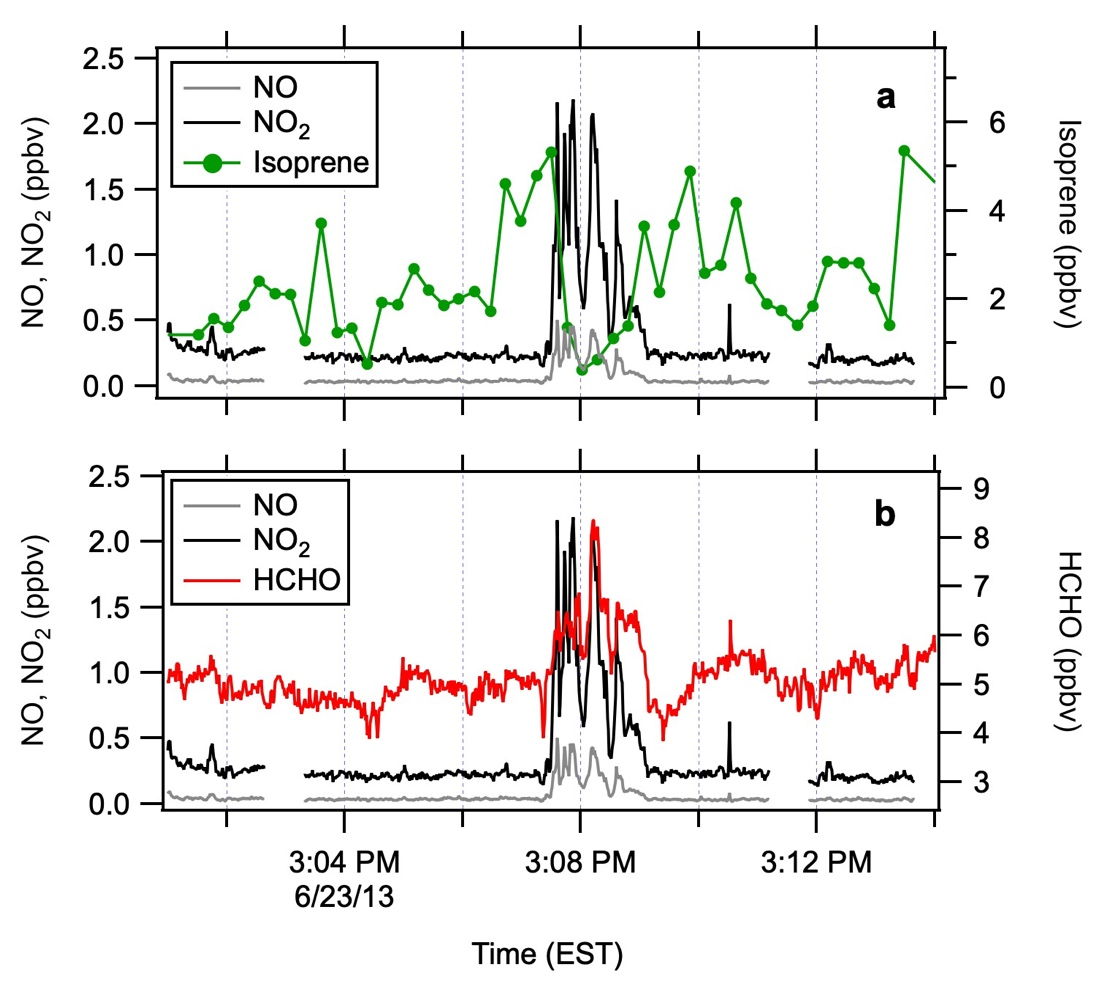 2.5
2.0
1.5
1.0
0.5
0.0
NO, NO2 (ppbv)
NO
NO2
Isoprene
a
6
4
2
0
Isoprene (ppbv)
2.5
2.0
1.5
1.0
0.5
0.0
NO, NO2 (ppbv)
NO
NO2
HCHO
b
9
8
7
6
5
4
3
HCHO (ppbv)
3:04 PM
6/23/13
3:08 PM
3:12 PM
Time (EST)